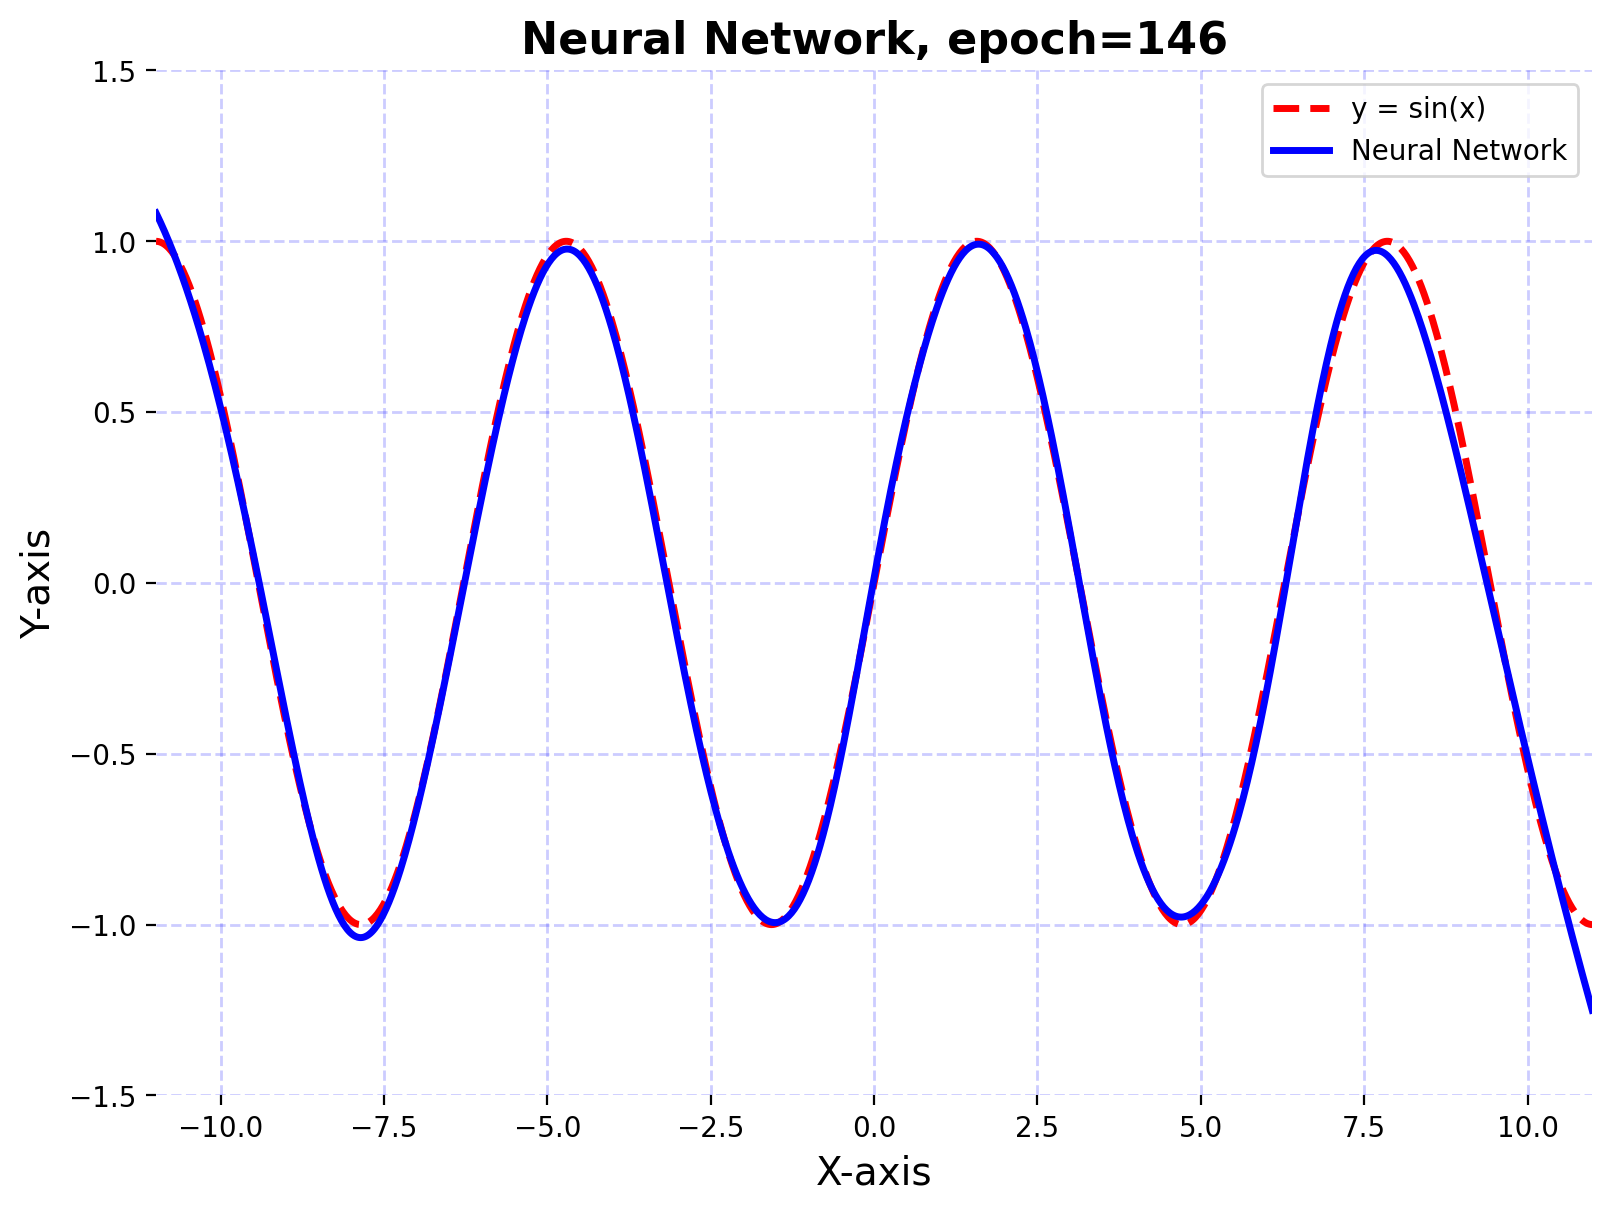 Neural Network, epoch=146
y = sin(x)
Neural Network
Y-axis
1.5
1.0
0.5
0.0
−0.5
−1.0
−1.5
−10.0 −7.5 −5.0 −2.5 0.0 2.5 5.0 7.5 10.0
X-axis